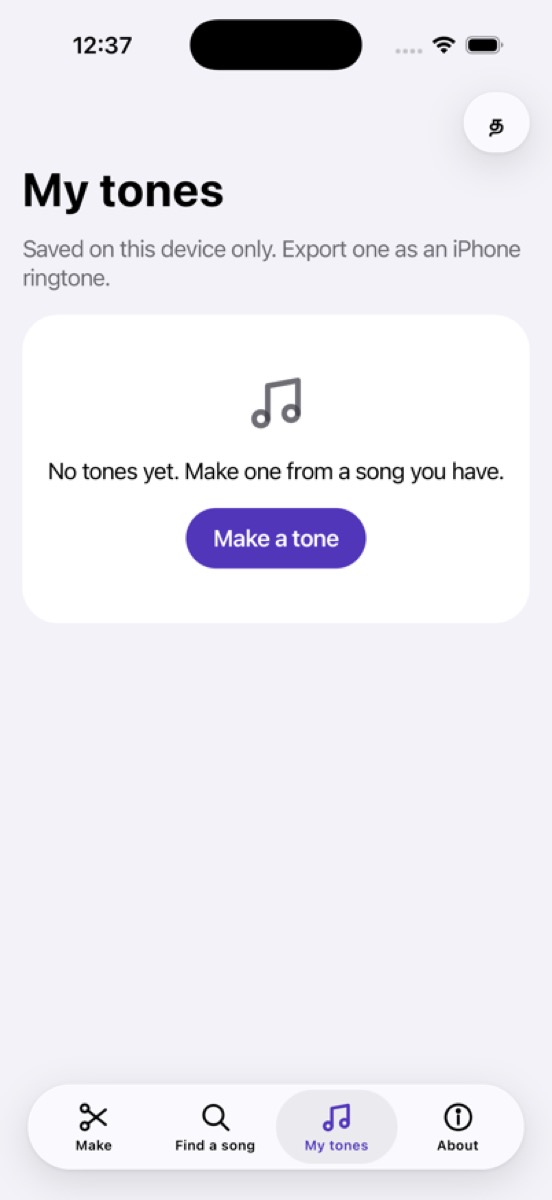 12:37
த
My tones
Saved on this device only. Export one as an iPhone
ringtone.
No tones yet. Make one from a song you have.
Make a tone
Make
Find a song
My tones
About